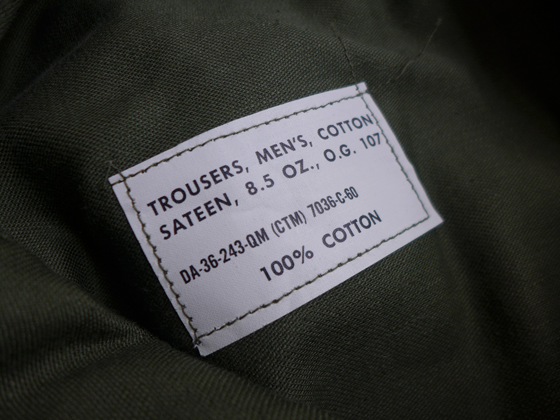 TROUSERS, MEN'S, COTTON
SATEEN, 8.5 OZ., O.G. 107
DA-36-243-QM (CTM) 7036-C-60
100% COTTON